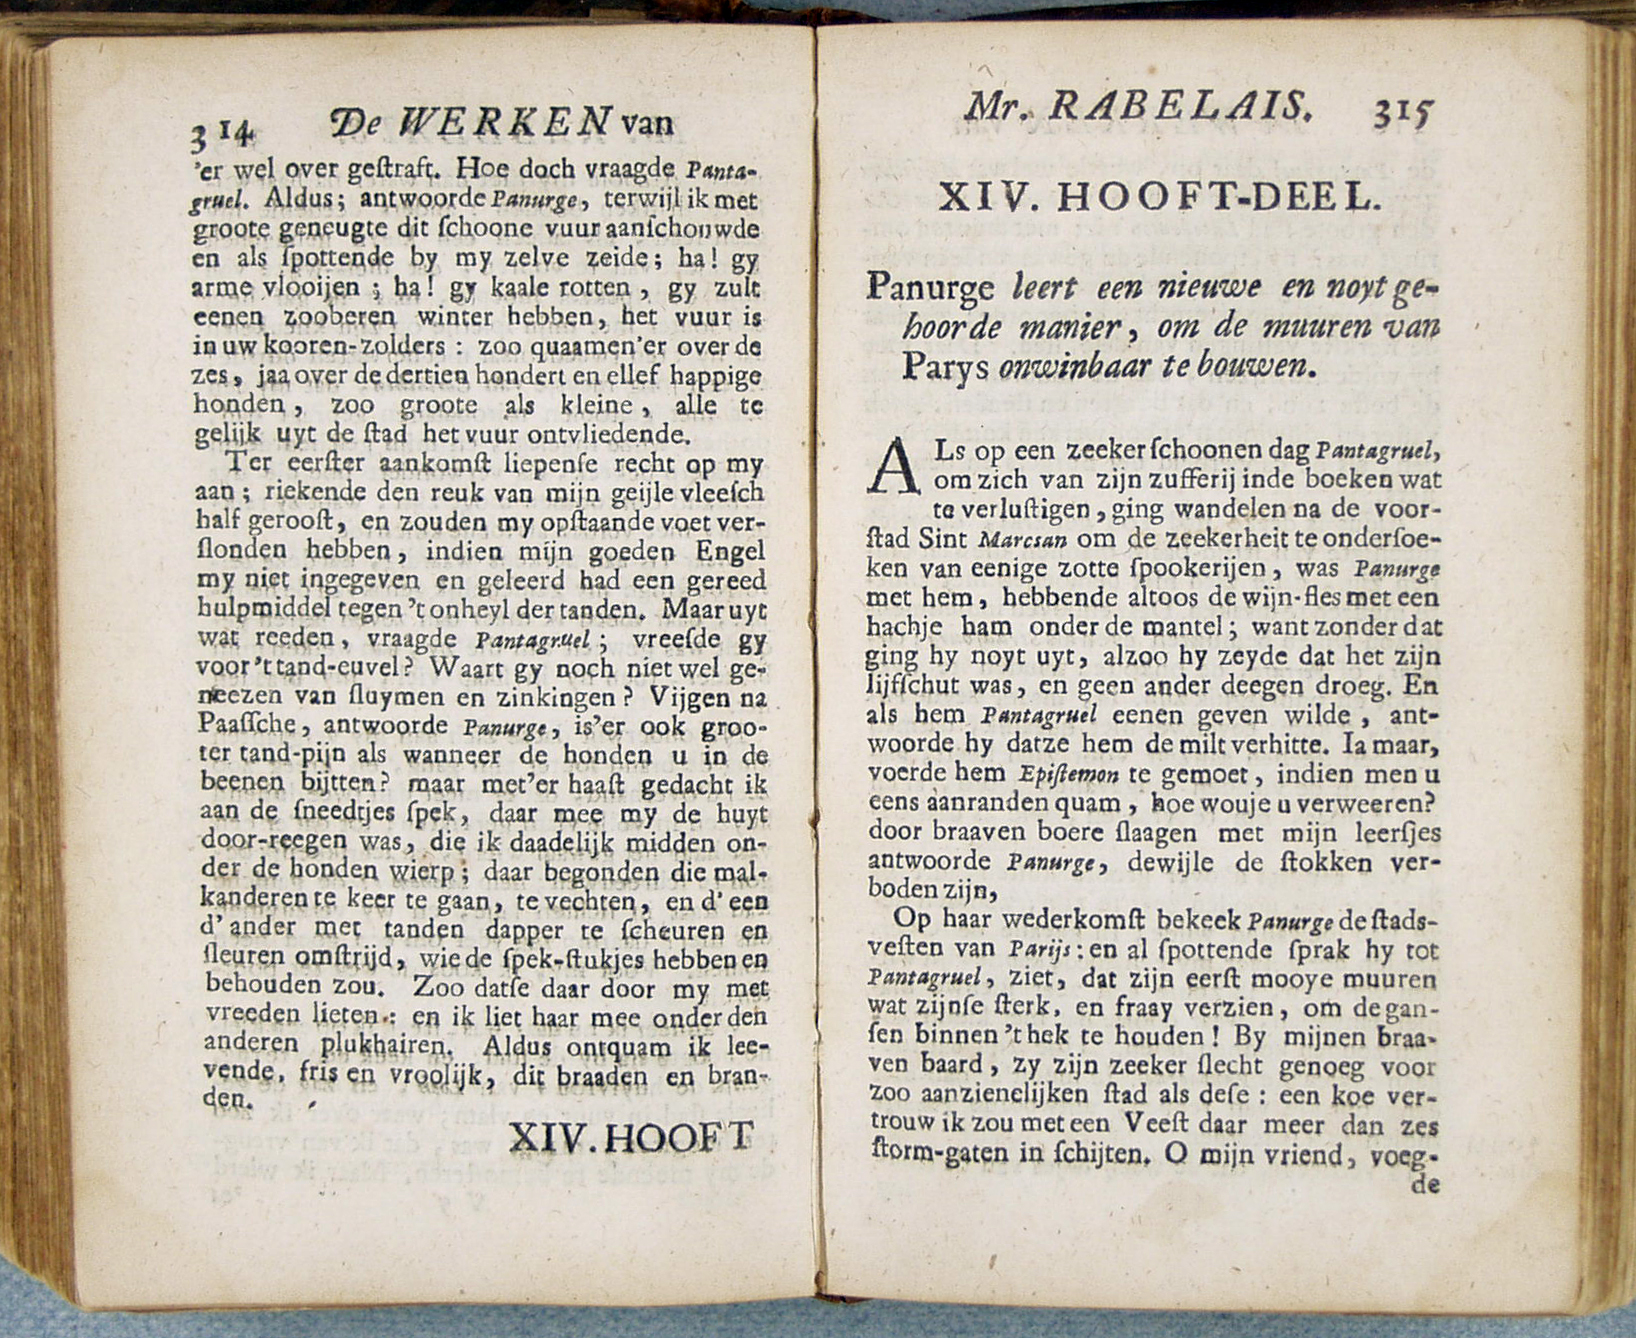 314 De WERKEN van
'er wel over geſtraft. Hoe doch vraagde Panta-
gruel. Aldus; antwoorde Panurge, terwijl ik met
groote geneugte dit ſchoone vuur aanſchouwde
en als ſpottende by my zelve zeide; ha! gy
arme vlooijen ; ha! gy kaale rotten, gy zult
eenen zooberen winter hebben, het vuur is
in uw kooren-zolders : zoo quaamen'er over de
zes, jaa over de dertien hondert en ellef happige
honden, zoo groote als kleine, alle te
gelijk uyt de ſtad het vuur ontvliedende.
Ter eerſter aankomſt liepenſe recht op my
aan; riekende den reuk van mijn geijle vleeſch
half gerooſt, en zouden my opſtaande voet ver-
ſlonden hebben, indien mijn goeden Engel
my niet ingegeven en geleerd had een gereed
hulpmiddel tegen 't onheyl der tanden. Maar uyt
wat reeden, vraagde Pantagruel; vreeſde gy
voor 't tand-euvel? Waart gy noch niet wel ge-
neezen van ſluymen en zinkingen? Vijgen na
Paaſſche, antwoorde Panurge, is'er ook groo-
ter tand-pijn als wanneer de honden u in de
beenen bijtten? maar met'er haaſt gedacht ik
aan de ſneedtjes ſpek, daar mee my de huyt
door-reegen was, die ik daadelijk midden on-
der de honden wierp; daar begonden die mal-
kanderen te keer te gaan, te vechten, en d' een
d' ander met tanden dapper te ſcheuren en
ſleuren omſtrijd, wie de ſpek-ſtukjes hebben en
behouden zou. Zoo datſe daar door my met
vreeden lieten: en ik liet haar mee onder den
anderen plukhairen. Aldus ontquam ik lee-
vende, fris en vroolijk, dit braaden en bran-
den.
XIV. HOOFT
Mr. RABELAIS. 315
XIV. HOOFT-DEEL.
Panurge leert een nieuwe en noyt ge-
hoorde manier, om de muuren van
Parys onwinbaar te bouwen.
ALs op een zeeker ſchoonen dag Pantagruel,
om zich van zijn zufferij inde boeken wat
te verluſtigen, ging wandelen na de voor-
ſtad Sint Marcsan om de zeekerheit te onderſoe-
ken van eenige zotte ſpookerijen, was Panurge
met hem, hebbende altoos de wijn-fles met een
hachje ham onder de mantel; want zonder dat
ging hy noyt uyt, alzoo hy zeyde dat het zijn
lijfſchut was, en geen ander deegen droeg. En
als hem Pantagruel eenen geven wilde, ant-
woorde hy datze hem de milt verhitte. Ia maar,
voerde hem Epiſtemon te gemoet, indien men u
eens aanranden quam, hoe wouje u verweeren?
door braaven boere ſlaagen met mijn leerſjes
antwoorde Panurge, dewijle de ſtokken ver-
boden zijn,
Op haar wederkomſt bekeek Panurge de ſtads-
veſten van Parijs: en al ſpottende ſprak hy tot
Pantagruel, ziet, dat zijn eerſt mooye muuren
wat zijnſe ſterk, en fraay verzien, om de gan-
ſen binnen 't hek te houden! By mijnen braa-
ven baard, zy zijn zeeker ſlecht genoeg voor
zoo aanzienelijken ſtad als deſe : een koe ver-
trouw ik zou met een Veeſt daar meer dan zes
ſtorm-gaten in ſchijten. O mijn vriend, voeg-
de